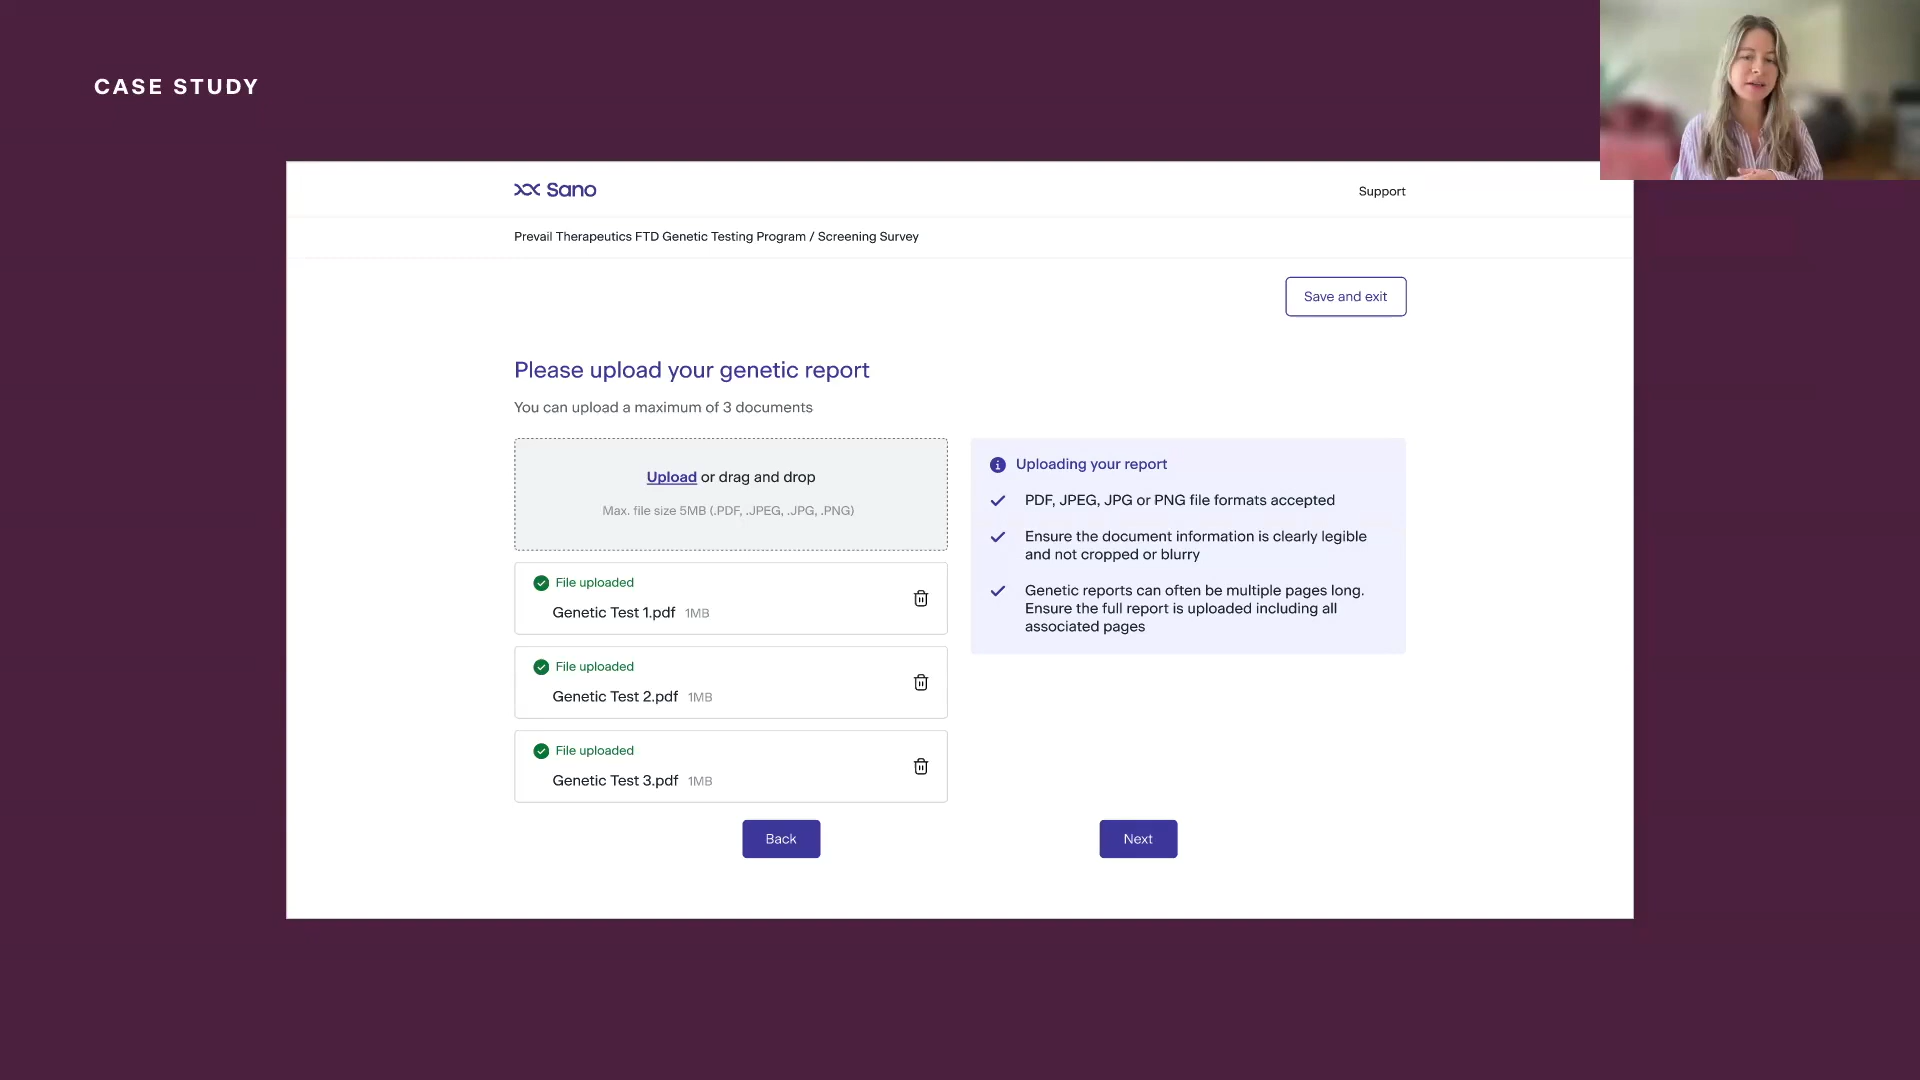 CASE STUDY
Sano
Support
Prevail Therapeutics FTD Genetic Testing Program / Screening Survey
Save and exit
Please upload your genetic report
You can upload a maximum of 3 documents
Upload or drag and drop
Max. file size 5MB (.PDF, .JPEG, .JPG, .PNG)
File uploaded
Genetic Test 1.pdf 1MB
File uploaded
Genetic Test 2.pdf 1MB
File uploaded
Genetic Test 3.pdf 1MB
Uploading your report
PDF, JPEG, JPG or PNG file formats accepted
Ensure the document information is clearly legible
and not cropped or blurry
Genetic reports can often be multiple pages long.
Ensure the full report is uploaded including all
associated pages
Back
Next